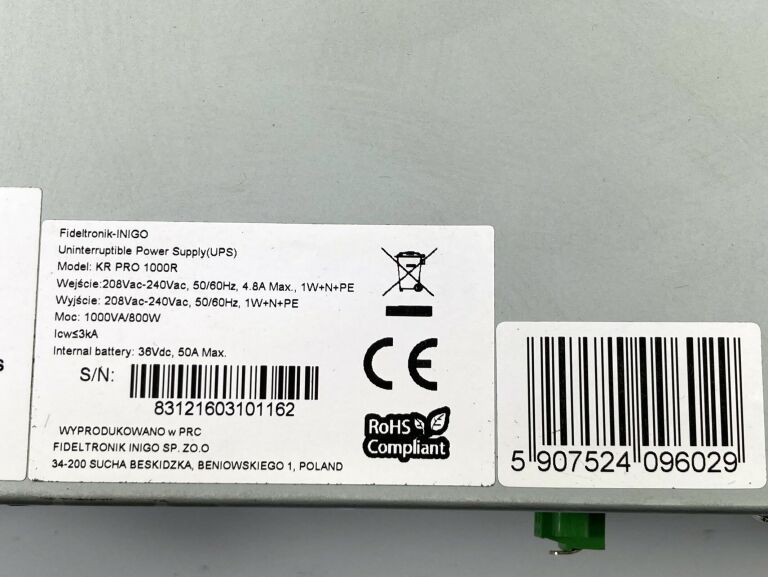 Fideltronik-INIGO
Uninterruptible Power Supply(UPS)
Model: KR PRO 1000R
Wejście:208Vac-240Vac, 50/60Hz, 4.8A Max., 1W+N+PE
Wyjście: 208Vac-240Vac, 50/60Hz, 1W+N+PE
Moc: 1000VA/800W
Icw≤3kA
Internal battery: 36Vdc, 50A Max.
S/N:
83121603101162
WYPRODUKOWANO w PRC
FIDELTRONIK INIGO SP. ZO.O
34-200 SUCHA BESKIDZKA, BENIOWSKIEGO 1, POLAND
CE
RoHS
Compliant
5 907524 096029